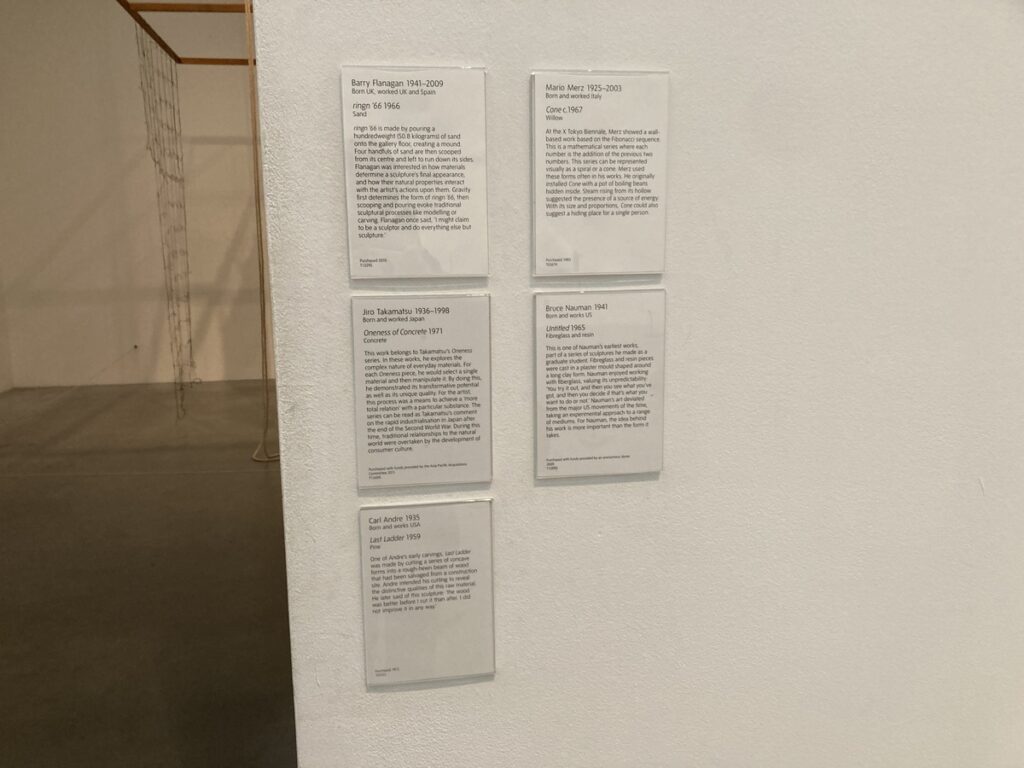 Barry Flanagan 1941–2009
Born UK, worked UK and Spain
ringn '66 1966
Sand
ringn '66 is made by pouring a
hundredweight (50.8 kilograms) of sand
onto the gallery floor, creating a mound.
Four handfuls of sand are then scooped
from its centre and left to run down its sides.
Flanagan was interested in how materials
determine a sculpture's final appearance,
and how their natural properties interact
with the artist's actions upon them. Gravity
first determines the form of ringn '66, then
scooping and pouring evoke traditional
sculptural processes like modelling or
carving. Flanagan once said, 'I might claim
to be a sculptor and do everything else but
sculpture.'
Purchased
Mario Merz 1925–2003
Born and worked Italy
Cone c.1967
Willow
At the X Tokyo Biennale, Merz showed a wall-
based work based on the Fibonacci sequence.
This is a mathematical series where each
number is the addition of the previous two
numbers. This series can be represented
visually as a spiral or a cone. Merz used
these forms often in his works. He originally
installed Cone with a pot of boiling beans
hidden inside. Steam rising from its hollow
suggested the presence of a source of energy.
With its size and proportions, Cone could also
suggest a hiding place for a single person.
Purchased
Jiro Takamatsu 1936–1998
Born and worked Japan
Oneness of Concrete 1971
Concrete
This work belongs to Takamatsu's Oneness
series. In these works, he explores the
complex nature of everyday materials. For
each Oneness piece, he would select a single
material and then manipulate it. By doing this,
he demonstrated its transformative potential
as well as its unique quality. For the artist,
this process was a means to achieve a 'more
total relation' with a particular substance. The
series can be read as Takamatsu's comment
on the rapid industrialisation in Japan after
the end of the Second World War. During this
time, traditional relationships to the natural
world were overtaken by the development of
consumer culture.
Purchased with funds provided by the Asia Pacific Acquisitions
Committee
Bruce Nauman 1941
Born and works US
Untitled 1965
Fibreglass and resin
This is one of Nauman's earliest works,
part of a series of sculptures he made as a
graduate student. Fibreglass and resin pieces
were cast in a plaster mould shaped around
a long clay form. Nauman enjoyed working
with fiberglass, valuing its unpredictability:
'You try it out, and then you see what you've
got, and then you decide if that's what you
want to do or not.' Nauman's art deviated
from the major US movements of the time,
taking an experimental approach to a range
of mediums. For Nauman, the idea behind
his work is more important than the form it
takes.
Purchased with funds provided by an anonymous donor
Carl Andre 1935
Born and works USA
Last Ladder 1959
Pine
One of Andre's early carvings, Last Ladder
was made by cutting a series of concave
forms into a rough-hewn beam of wood
that had been salvaged from a construction
site. Andre intended his cutting to reveal
the distinctive qualities of this raw material.
He later said of this sculpture: 'the wood
was better before I cut it than after. I did
not improve it in any way.'
Purchased